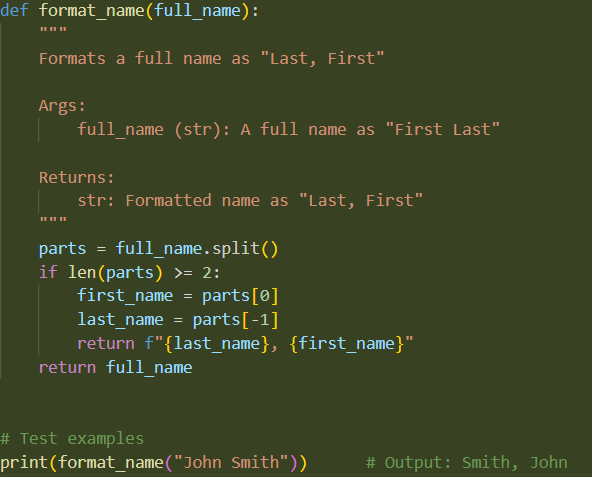 def format_name(full_name):
    """
    Formats a full name as "Last, First"

    Args:
        full_name (str): A full name as "First Last"

    Returns:
        str: Formatted name as "Last, First"
    """
    parts = full_name.split()
    if len(parts) >= 2:
        first_name = parts[0]
        last_name = parts[-1]
        return f"{last_name}, {first_name}"
    return full_name


# Test examples
print(format_name("John Smith"))      # Output: Smith, John